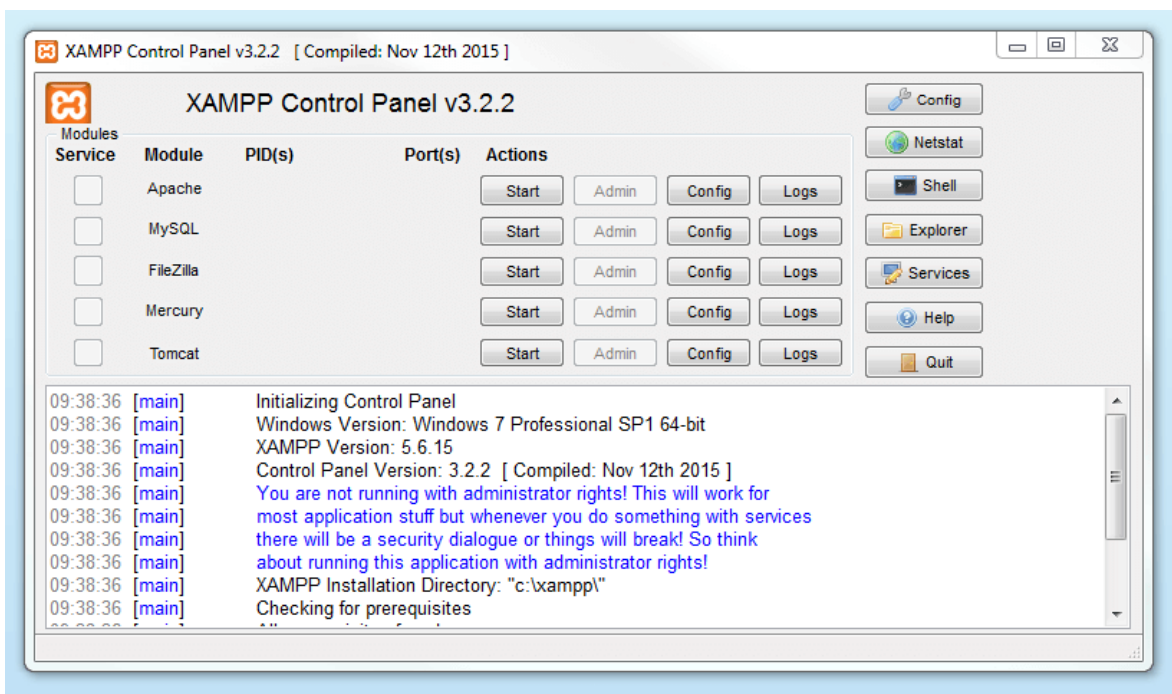 XAMPP Control Panel v3.2.2 [ Compiled: Nov 12th 2015 ]
XAMPP Control Panel v3.2.2
Config
Modules
Netstat
Service Module PID(s) Port(s) Actions
Apache Start Admin Config Logs
Shell
MySQL Start Admin Config Logs
Explorer
FileZilla Start Admin Config Logs
Services
Mercury Start Admin Config Logs
Help
Tomcat Start Admin Config Logs
Quit
09:38:36 [main] Initializing Control Panel
09:38:36 [main] Windows Version: Windows 7 Professional SP1 64-bit
09:38:36 [main] XAMPP Version: 5.6.15
09:38:36 [main] Control Panel Version: 3.2.2 [ Compiled: Nov 12th 2015 ]
09:38:36 [main] You are not running with administrator rights! This will work for
09:38:36 [main] most application stuff but whenever you do something with services
09:38:36 [main] there will be a security dialogue or things will break! So think
09:38:36 [main] about running this application with administrator rights!
09:38:36 [main] XAMPP Installation Directory: "c:\xampp\"
09:38:36 [main] Checking for prerequisites